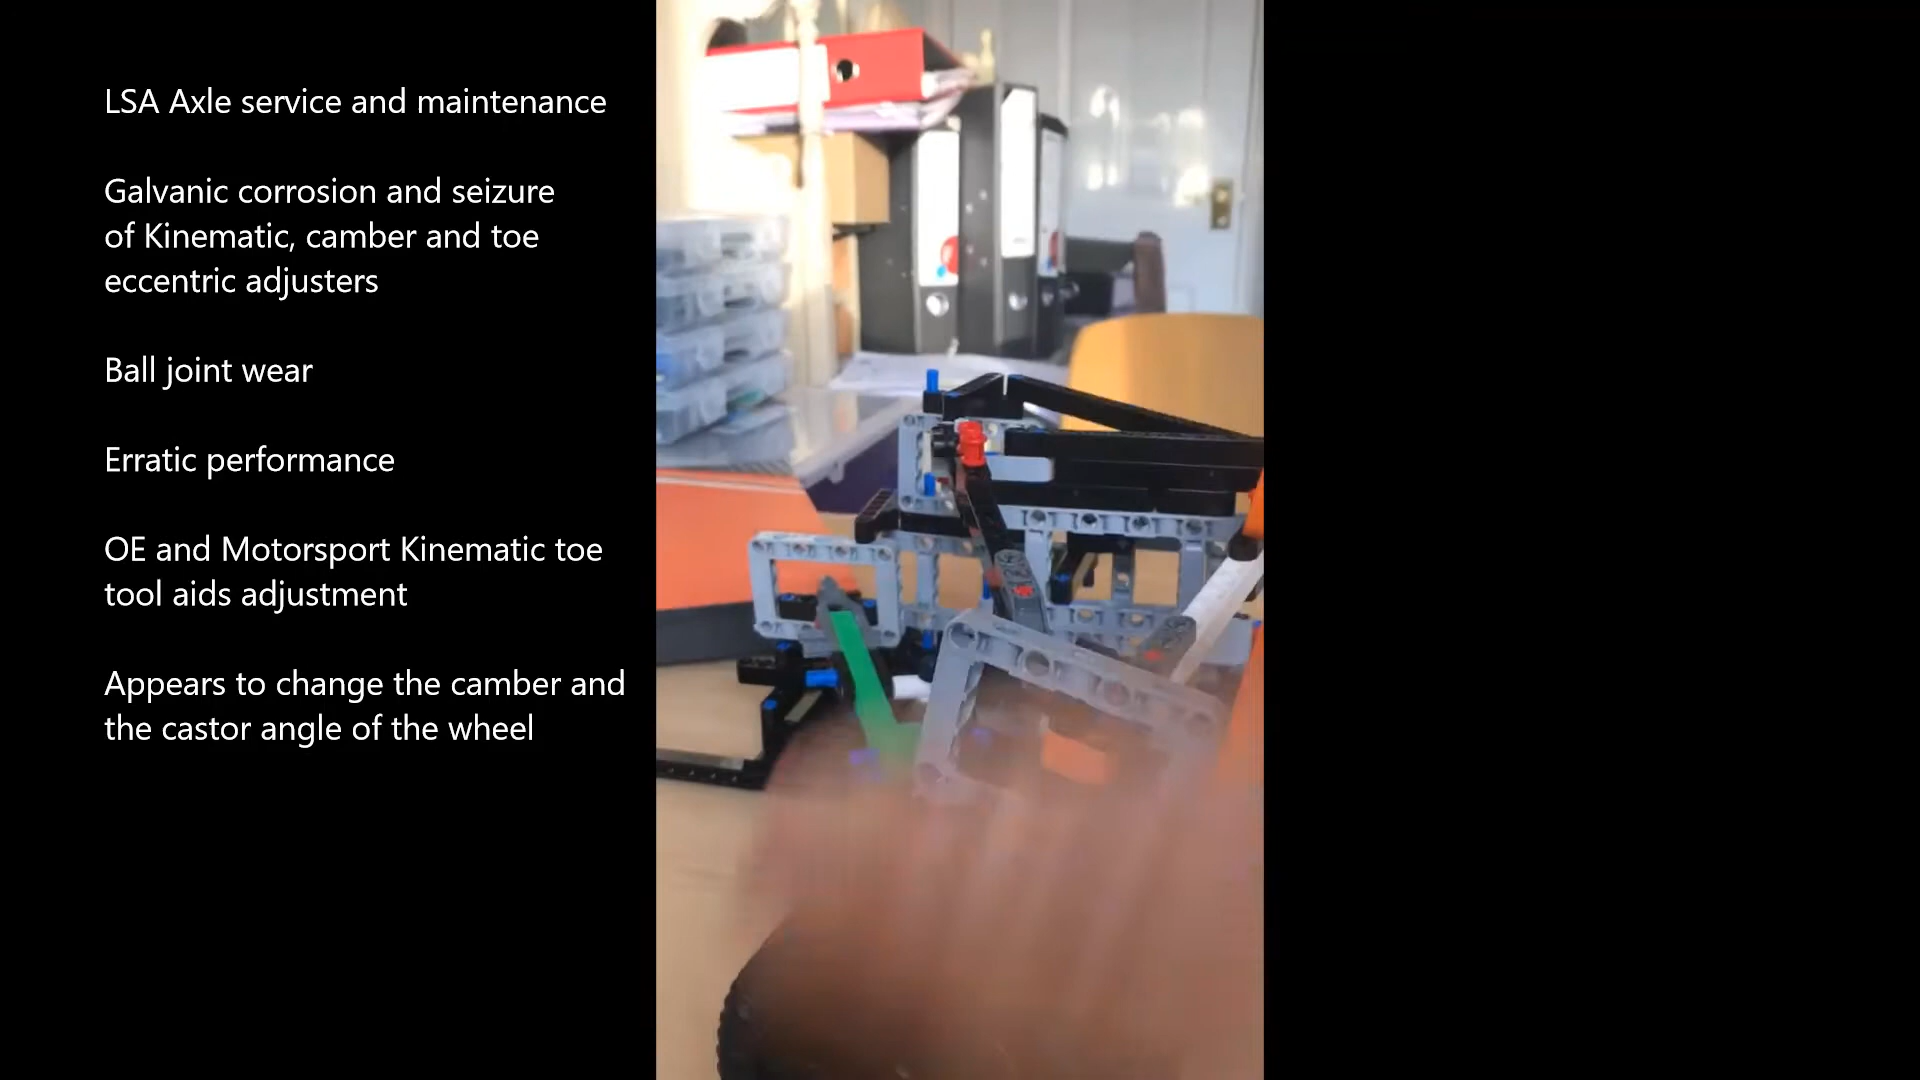 LSA Axle service and maintenance
Galvanic corrosion and seizure
of Kinematic, camber and toe
eccentric adjusters
Ball joint wear
Erratic performance
OE and Motorsport Kinematic toe
tool aids adjustment
Appears to change the camber and
the castor angle of the wheel